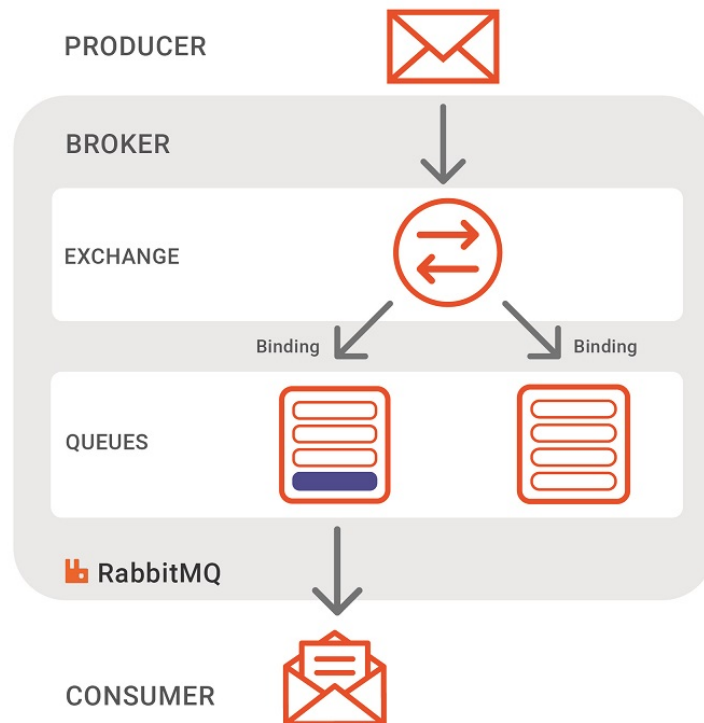 PRODUCER
BROKER
EXCHANGE
Binding
Binding
QUEUES
RabbitMQ
CONSUMER